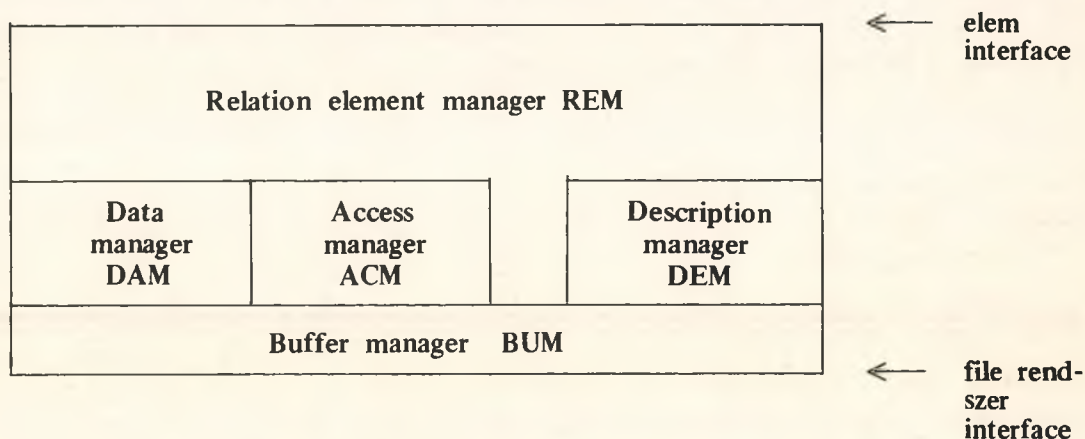 elem
interface
Relation element manager REM
Data
manager
DAM
Access
manager
ACM
Description
manager
DEM
Buffer manager BUM
file rend-
szer
interface